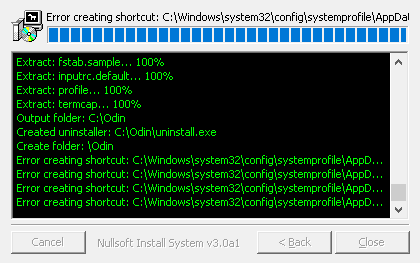 Error creating shortcut: C:\Windows\system32\config\systemprofile\AppDa
Extract: fstab.sample... 100%
Extract: inputrc.default... 100%
Extract: profile... 100%
Extract: termcap... 100%
Output folder: C:\Odin
Created uninstaller: C:\Odin\uninstall.exe
Create folder: \Odin
Error creating shortcut: C:\Windows\system32\config\systemprofile\AppD...
Error creating shortcut: C:\Windows\system32\config\systemprofile\AppD...
Error creating shortcut: C:\Windows\system32\config\systemprofile\AppD...
Error creating shortcut: C:\Windows\system32\config\systemprofile\AppD...
Cancel Nullsoft Install System v3.0a1 < Back Close